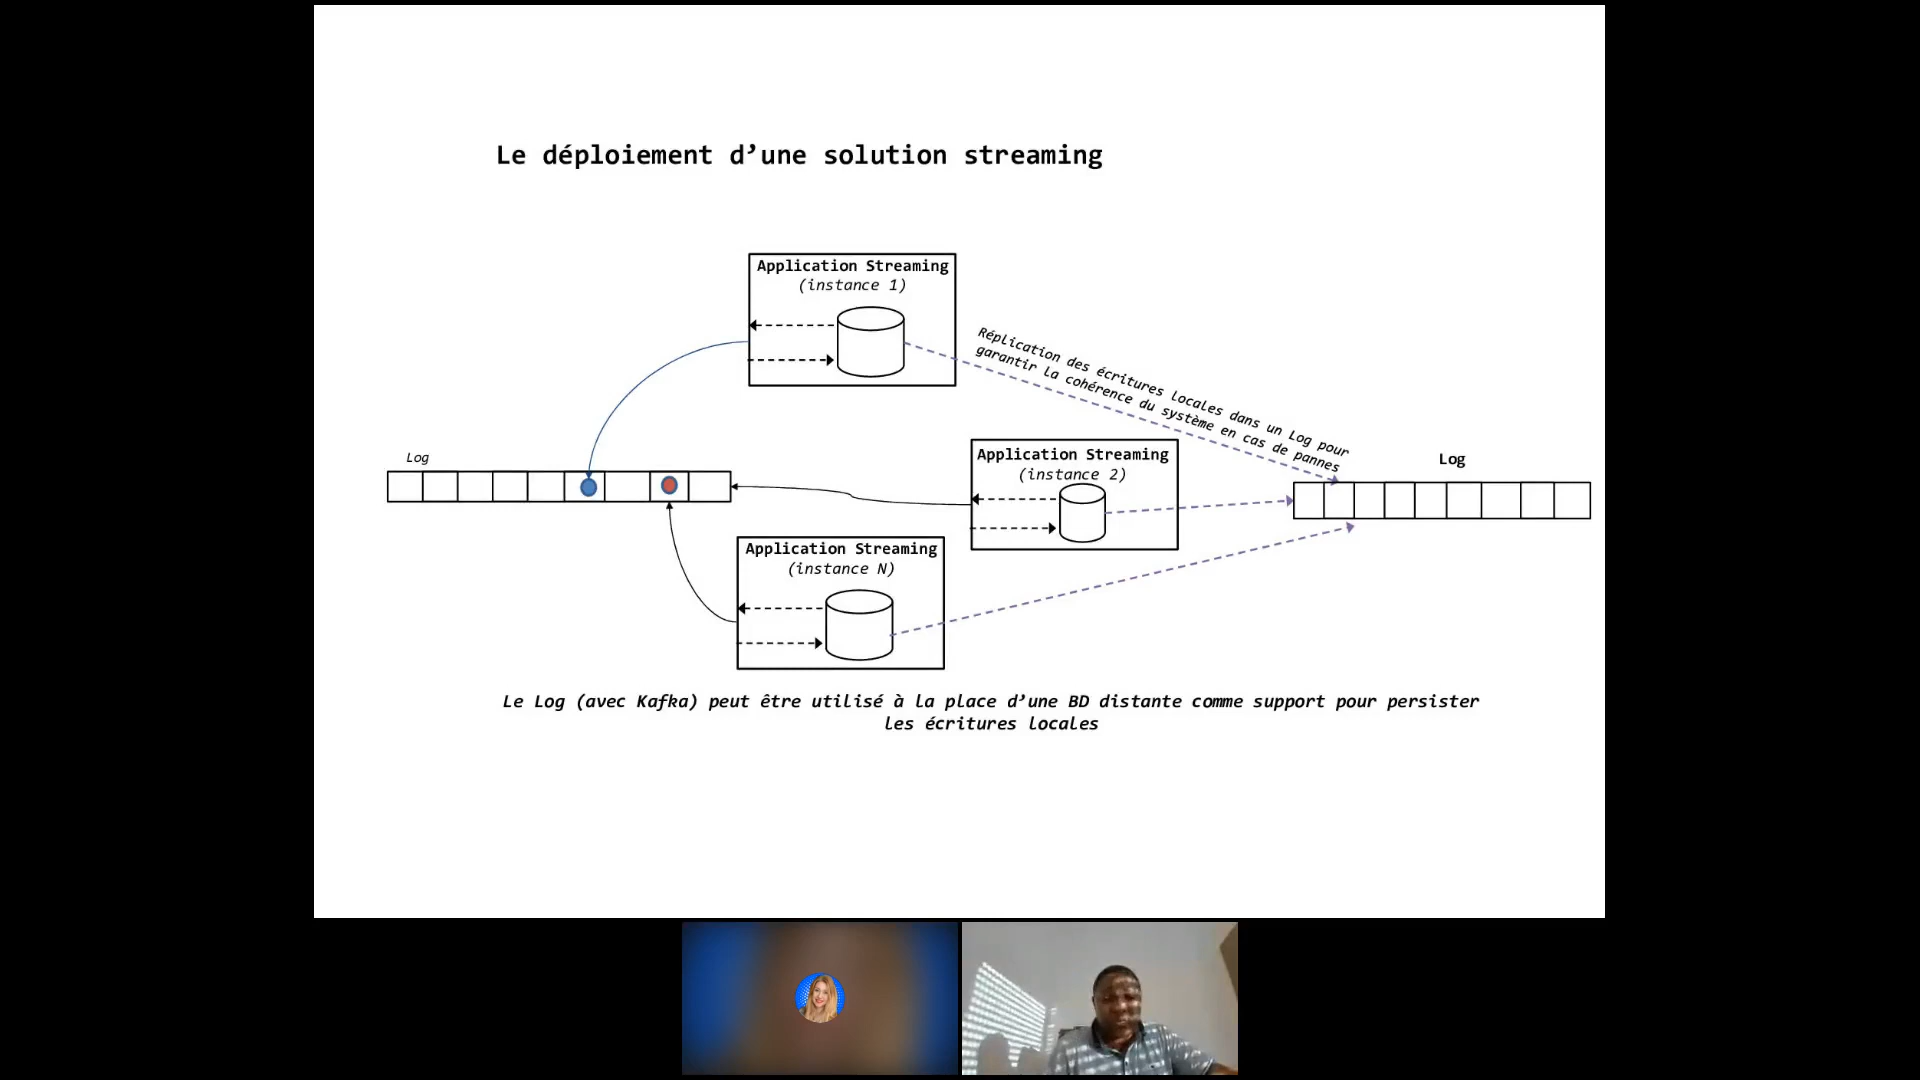 Le déploiement d’une solution streaming
Application Streaming
(instance 1)
Réplication des écritures locales dans un Log pour
garantir la cohérence du système en cas de pannes
Log
Application Streaming
(instance 2)
Log
Application Streaming
(instance N)
Le Log (avec Kafka) peut être utilisé à la place d’une BD distante comme support pour persister
les écritures locales